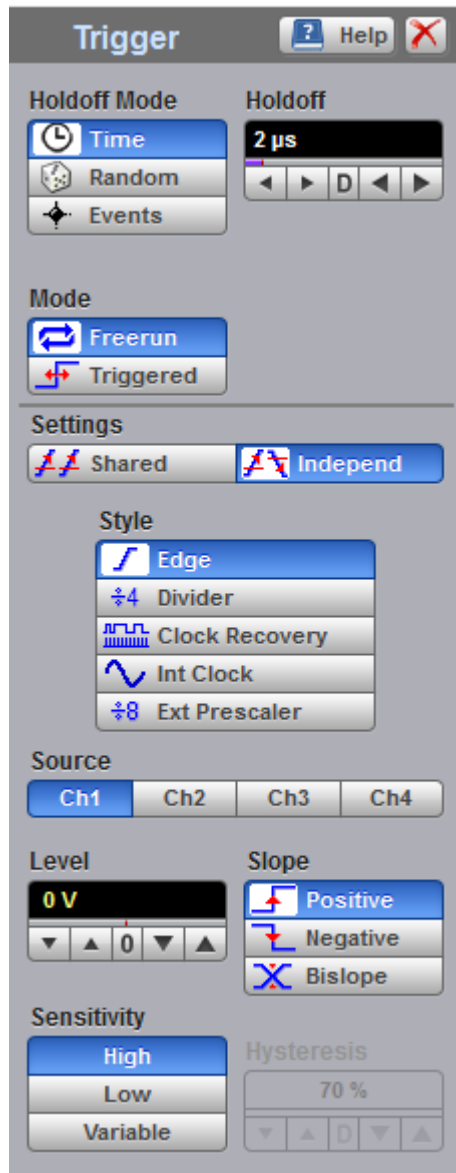 Trigger ? Help
Holdoff Mode Holdoff
Time 2 µs
Random D
Events
Mode
Freerun
Triggered
Settings
Shared Independ
Style
Edge
÷4 Divider
Clock Recovery
Int Clock
÷8 Ext Prescaler
Source
Ch1 Ch2 Ch3 Ch4
Level Slope
0 V Positive
0 Negative
Bislope
Sensitivity Hysteresis
High 70 %
Low
Variable D